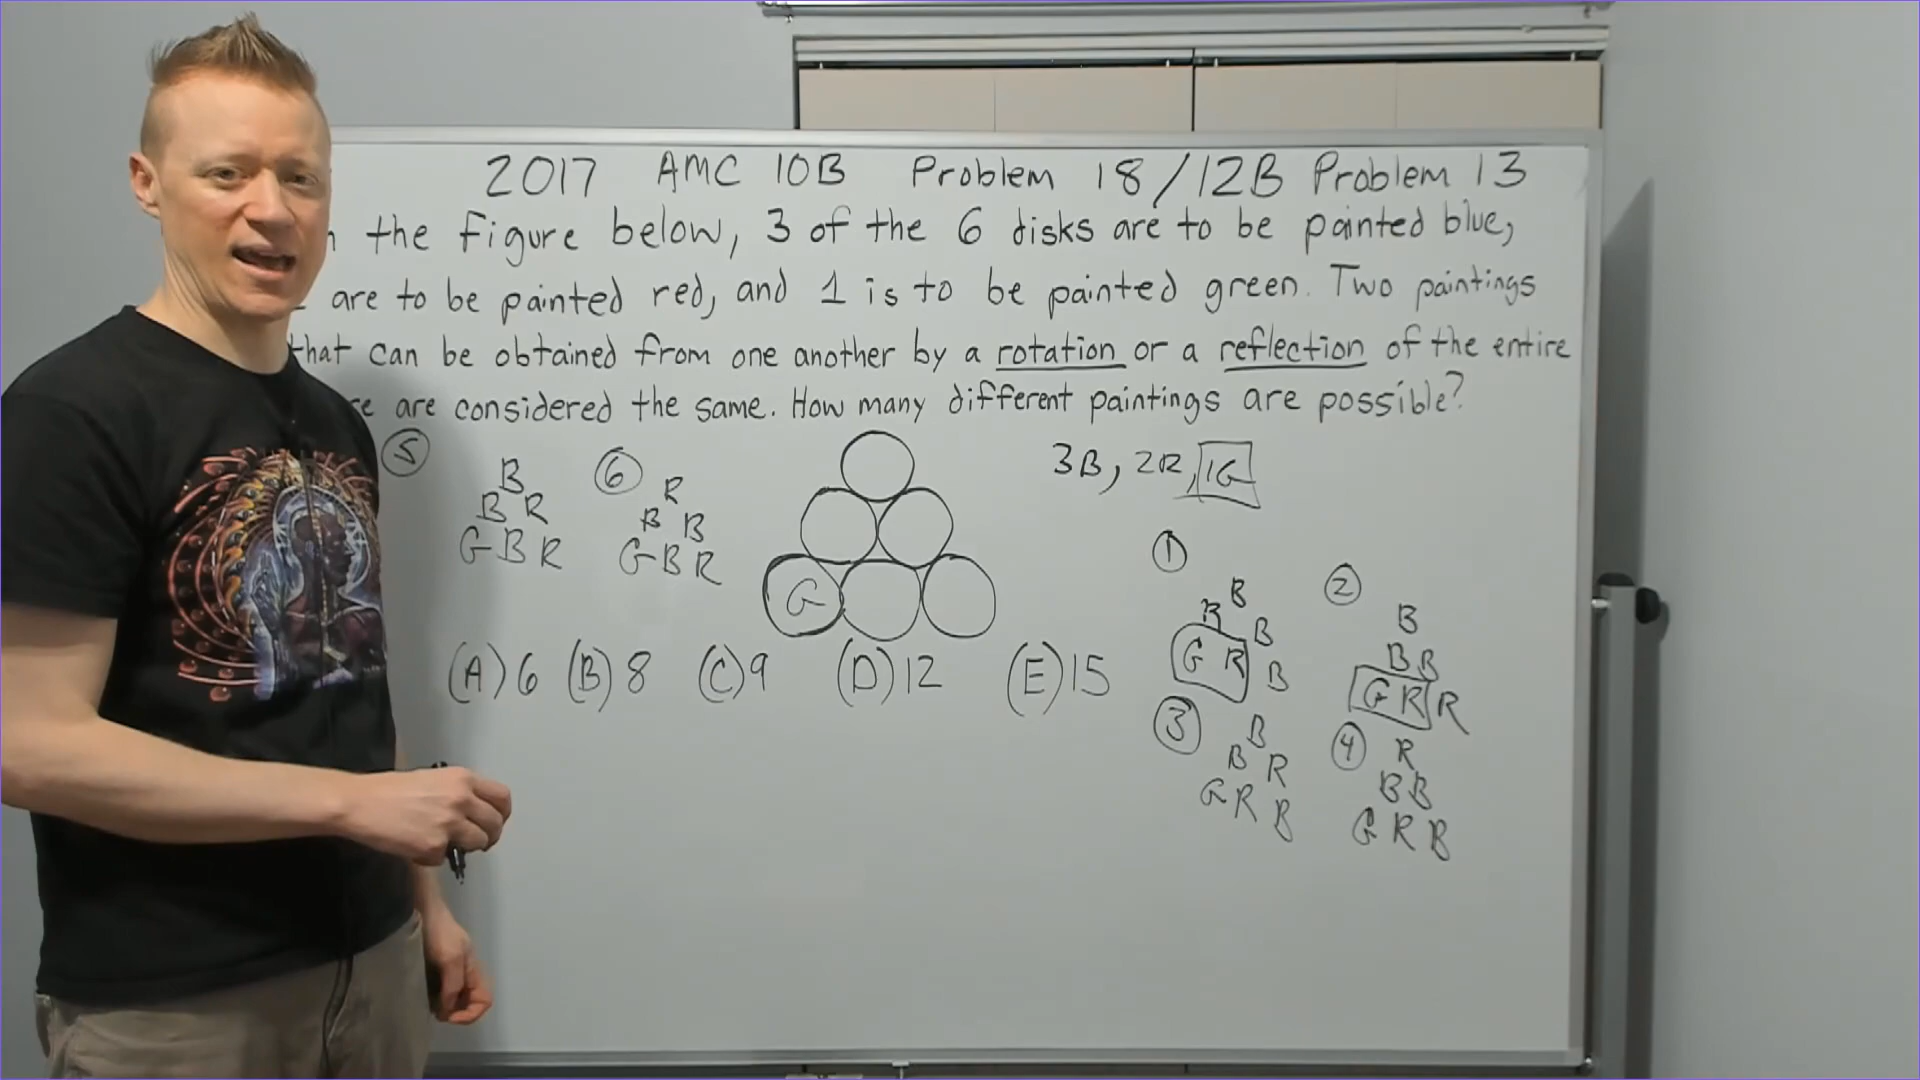 2017 AMC 10B Problem 18/12B Problem 13
the figure below, 3 of the 6 disks are to be painted blue,
are to be painted red, and 1 is to be painted green. Two paintings
that can be obtained from one another by a rotation or a reflection of the entire
are considered the same. How many different paintings are possible?
3B, 2R, 1G
⑤
B
B R
G B R
⑥
R
B B
G B R
G
①
B
B B
G R B
②
B
B B
G R R
③
B
B R
G R B
④
R
B B
G R B
(A) 6 (B) 8 (C) 9 (D) 12 (E) 15